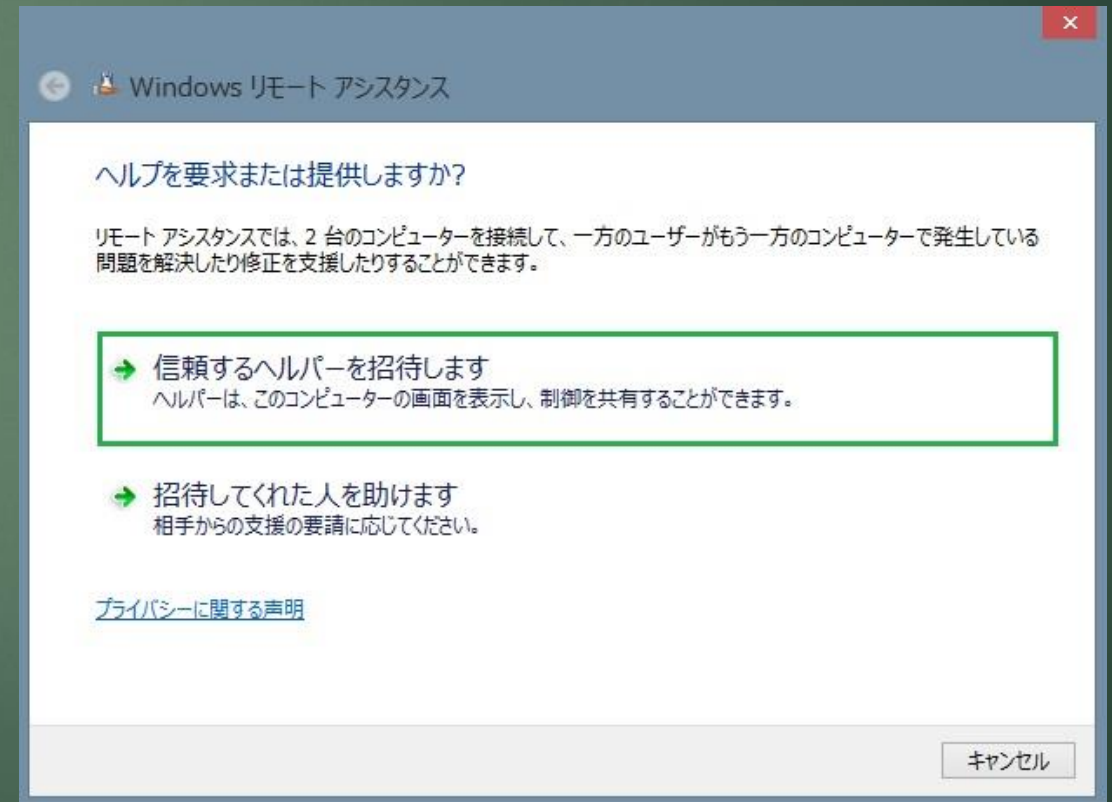 Windows リモート アシスタンス
ヘルプを要求または提供しますか?
リモート アシスタンスでは、2 台のコンピューターを接続して、一方のユーザーがもう一方のコンピューターで発生している
問題を解決したり修正を支援したりすることができます。
信頼するヘルパーを招待します
ヘルパーは、このコンピューターの画面を表示し、制御を共有することができます。
招待してくれた人を助けます
相手からの支援の要請に応じてください。
プライバシーに関する声明
キャンセル